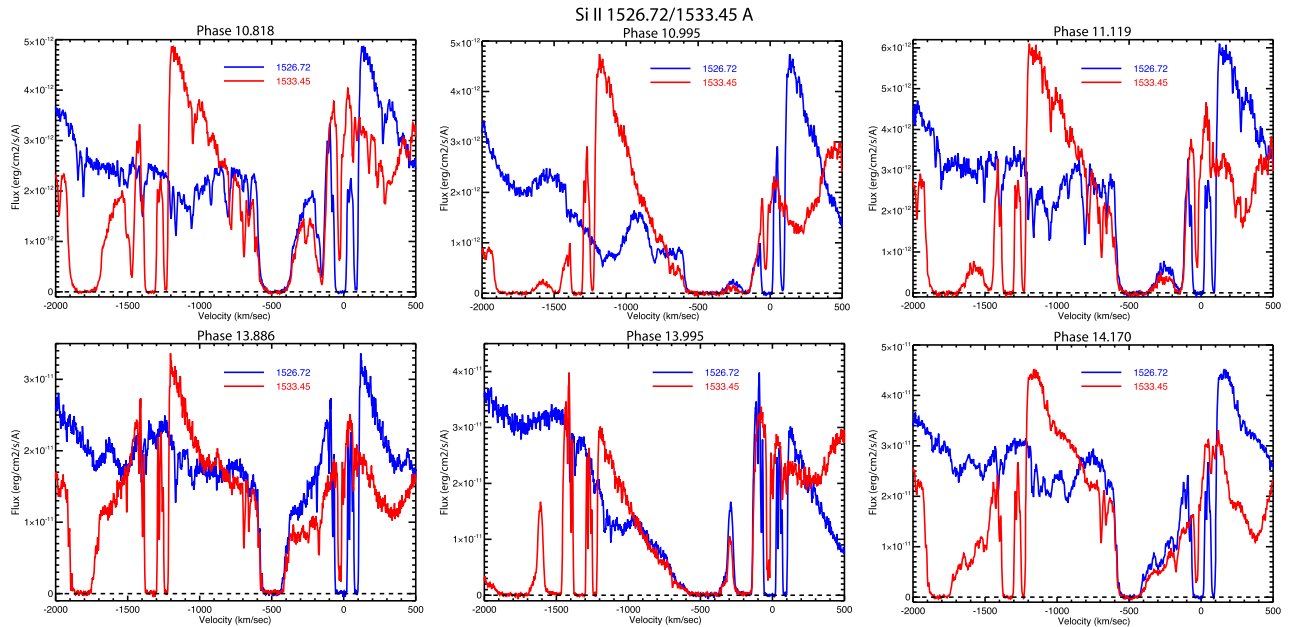 Si II 1526.72/1533.45 A
Phase 10.818
Phase 10.995
Phase 11.119
5×10⁻¹²
4×10⁻¹²
3×10⁻¹²
2×10⁻¹²
1×10⁻¹²
0
Flux (erg/cm2/s/A)
1526.72
1533.45
-2000 -1500 -1000 -500 0 500
Velocity (km/sec)
5×10⁻¹²
4×10⁻¹²
3×10⁻¹²
2×10⁻¹²
1×10⁻¹²
0
Flux (erg/cm2/s/A)
1526.72
1533.45
-2000 -1500 -1000 -500 0 500
Velocity (km/sec)
6×10⁻¹²
5×10⁻¹²
4×10⁻¹²
3×10⁻¹²
2×10⁻¹²
1×10⁻¹²
0
Flux (erg/cm2/s/A)
1526.72
1533.45
-2000 -1500 -1000 -500 0 500
Velocity (km/sec)
Phase 13.886
Phase 13.995
Phase 14.170
3×10⁻¹¹
2×10⁻¹¹
1×10⁻¹¹
0
Flux (erg/cm2/s/A)
1526.72
1533.45
-2000 -1500 -1000 -500 0 500
Velocity (km/sec)
4×10⁻¹¹
3×10⁻¹¹
2×10⁻¹¹
1×10⁻¹¹
0
Flux (erg/cm2/s/A)
1526.72
1533.45
-2000 -1500 -1000 -500 0 500
Velocity (km/sec)
5×10⁻¹¹
4×10⁻¹¹
3×10⁻¹¹
2×10⁻¹¹
1×10⁻¹¹
0
Flux (erg/cm2/s/A)
1526.72
1533.45
-2000 -1500 -1000 -500 0 500
Velocity (km/sec)